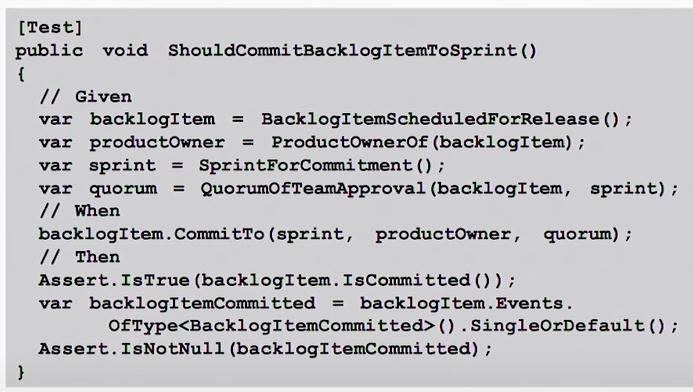 [Test]
public void ShouldCommitBacklogItemToSprint()
{
// Given
var backlogItem = BacklogItemScheduledForRelease();
var productOwner = ProductOwnerOf(backlogItem);
var sprint = SprintForCommitment();
var quorum = QuorumOfTeamApproval(backlogItem, sprint);
// When
backlogItem.CommitTo(sprint, productOwner, quorum);
// Then
Assert.IsTrue(backlogItem.IsCommitted());
var backlogItemCommitted = backlogItem.Events.
OfType<BacklogItemCommitted>().SingleOrDefault();
Assert.IsNotNull(backlogItemCommitted);
}